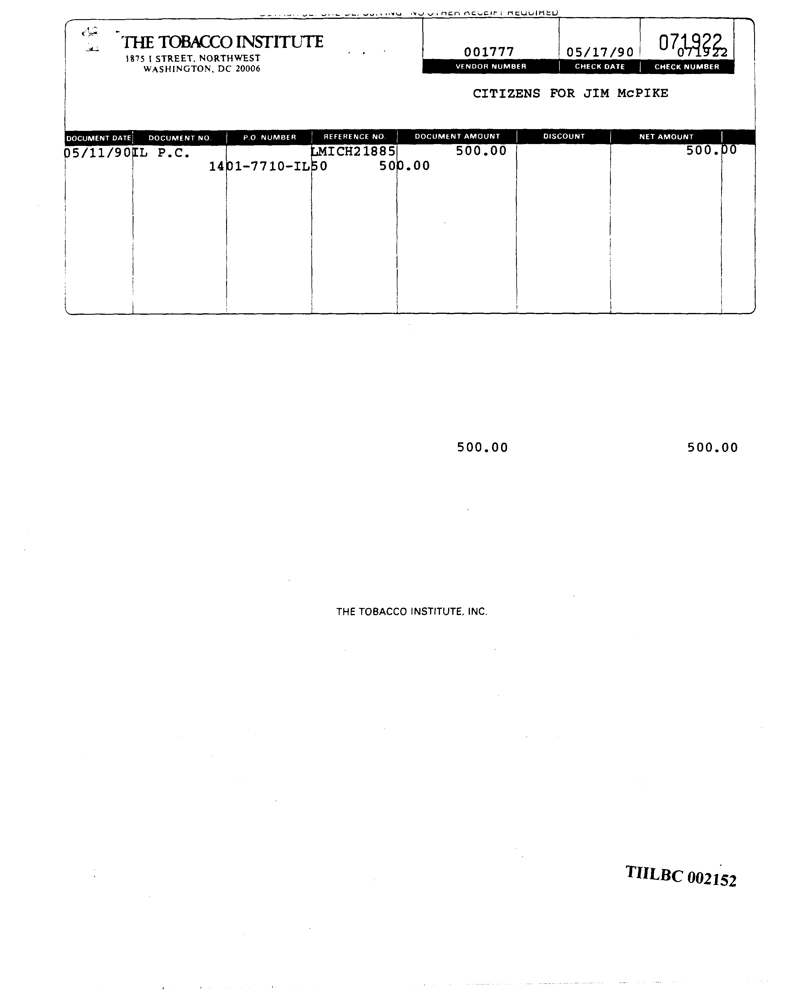 NO OTHER RECEIPT REQUIRED
THE TOBACCO INSTITUTE
1875 I STREET, NORTHWEST
WASHINGTON, DC 20006
001777
05/17/90
071922
071922
VENDOR NUMBER
CHECK DATE
CHECK NUMBER
CITIZENS FOR JIM McPIKE
DOCUMENT DATE DOCUMENT NO. P.O. NUMBER REFERENCE NO. DOCUMENT AMOUNT DISCOUNT NET AMOUNT
05/11/90 IL P.C. LMICH21885 500.00 500.00
1401-7710-IL50 500.00
500.00 500.00
THE TOBACCO INSTITUTE, INC.
TIILBC 002152